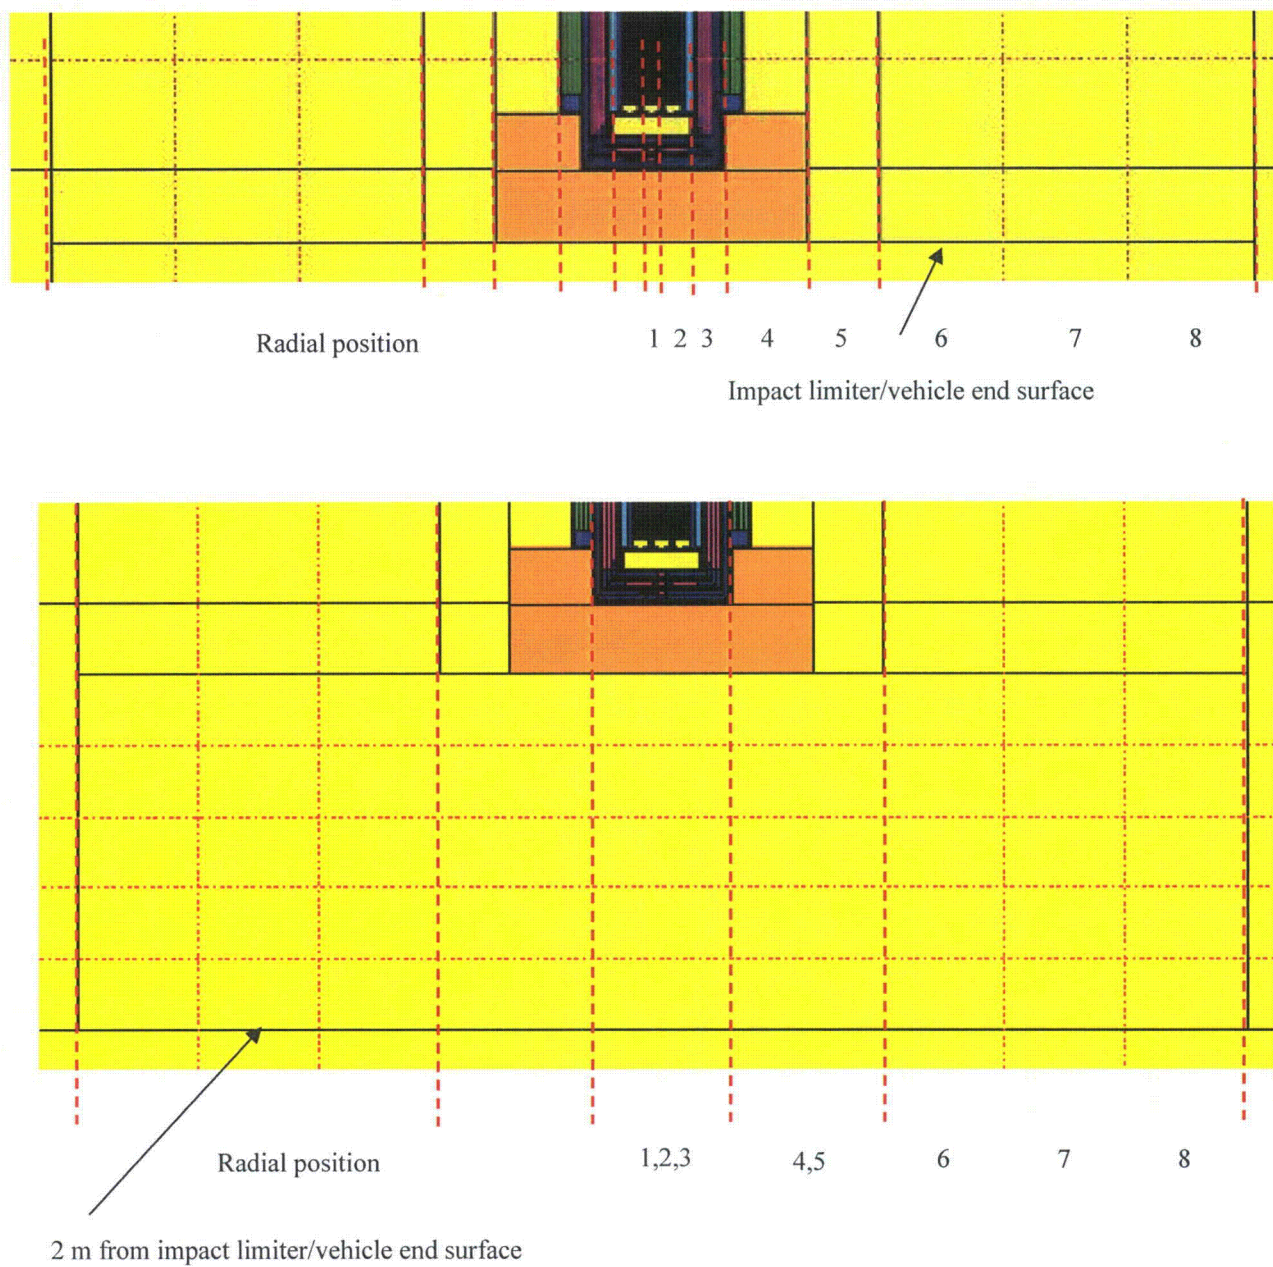 Radial position 1 2 3 4 5 6 7 8
Impact limiter/vehicle end surface
Radial position 1,2,3 4,5 6 7 8
2 m from impact limiter/vehicle end surface